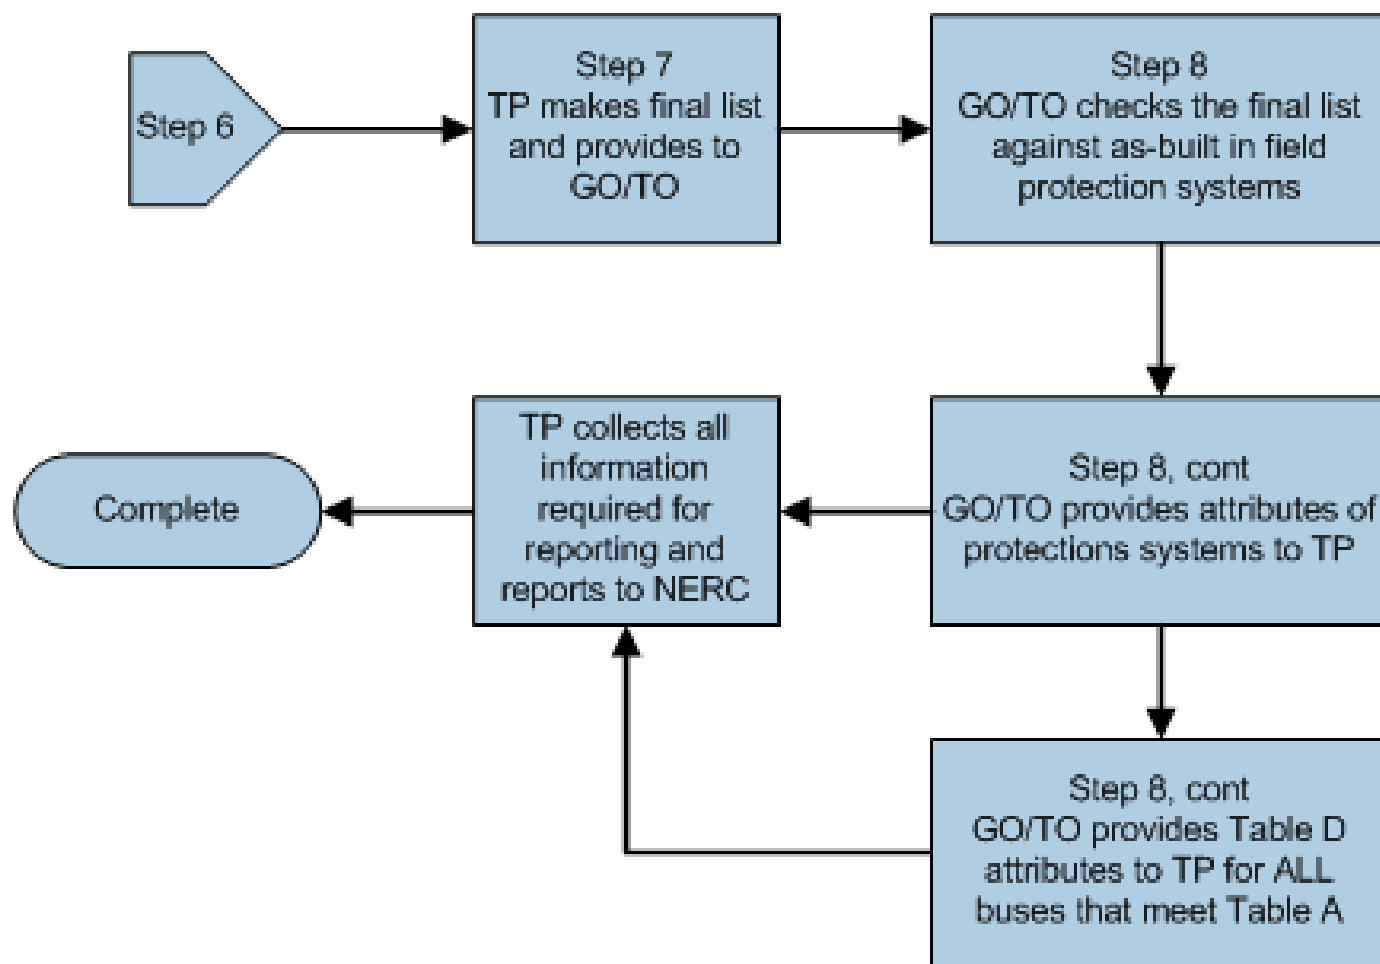 Step 6
Step 7
TP makes final list
and provides to
GO/TO
Step 8
GO/TO checks the final list
against as-built in field
protection systems
Complete
TP collects all
information
required for
reporting and
reports to NERC
Step 8, cont
GO/TO provides attributes of
protections systems to TP
Step 8, cont
GO/TO provides Table D
attributes to TP for ALL
buses that meet Table A